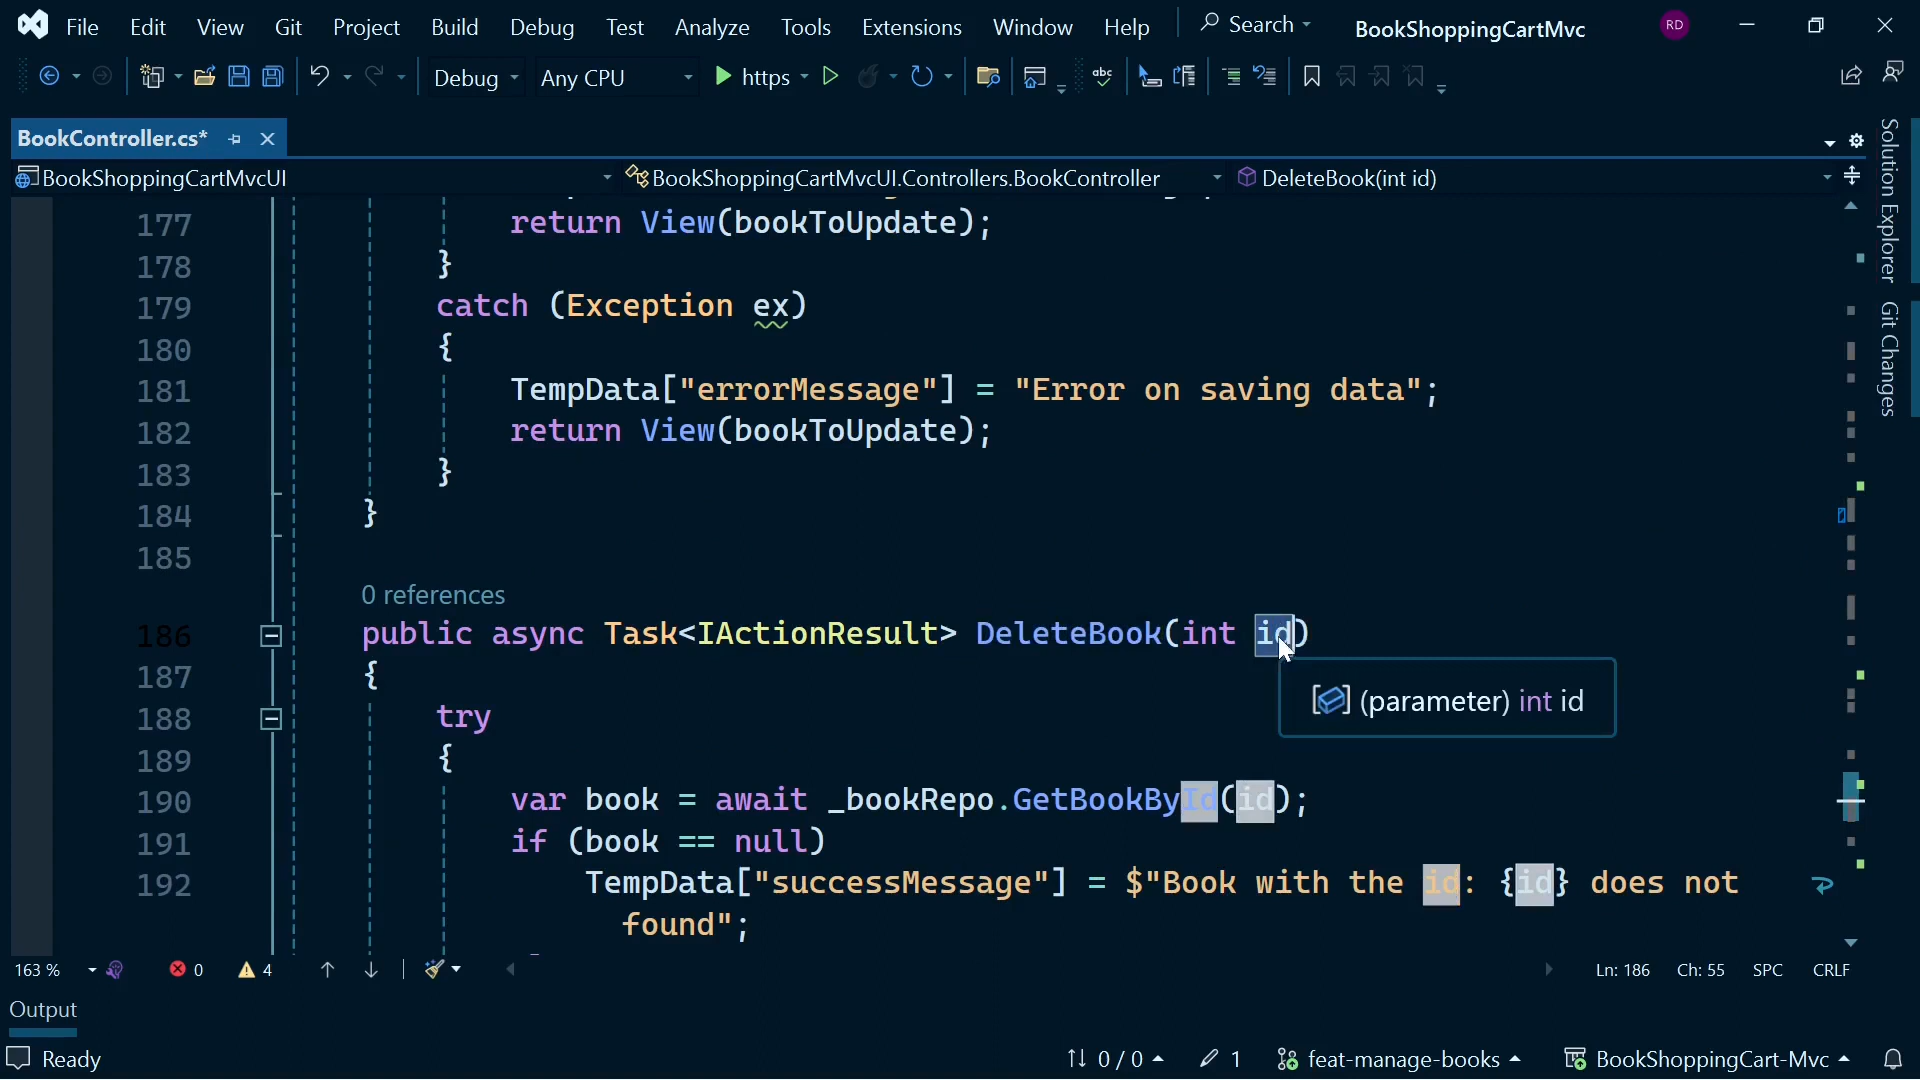 File Edit View Git Project Build Debug Test Analyze Tools Extensions Window Help Search BookShoppingCartMvc RD
Debug Any CPU https abc
BookController.cs*
BookShoppingCartMvcUI BookShoppingCartMvcUI.Controllers.BookController DeleteBook(int id)
Solution Explorer
Git Changes
177 return View(bookToUpdate);
178 }
179 catch (Exception ex)
180 {
181 TempData["errorMessage"] = "Error on saving data";
182 return View(bookToUpdate);
183 }
184 }
185
0 references
186 public async Task<IActionResult> DeleteBook(int id)
187 {
(parameter) int id
188 try
189 {
190 var book = await _bookRepo.GetBookById(id);
191 if (book == null)
192 TempData["successMessage"] = $"Book with the id: {id} does not
found";
163 % 0 4 Ln: 186 Ch: 55 SPC CRLF
Output
Ready 0 / 0 1 feat-manage-books BookShoppingCart-Mvc